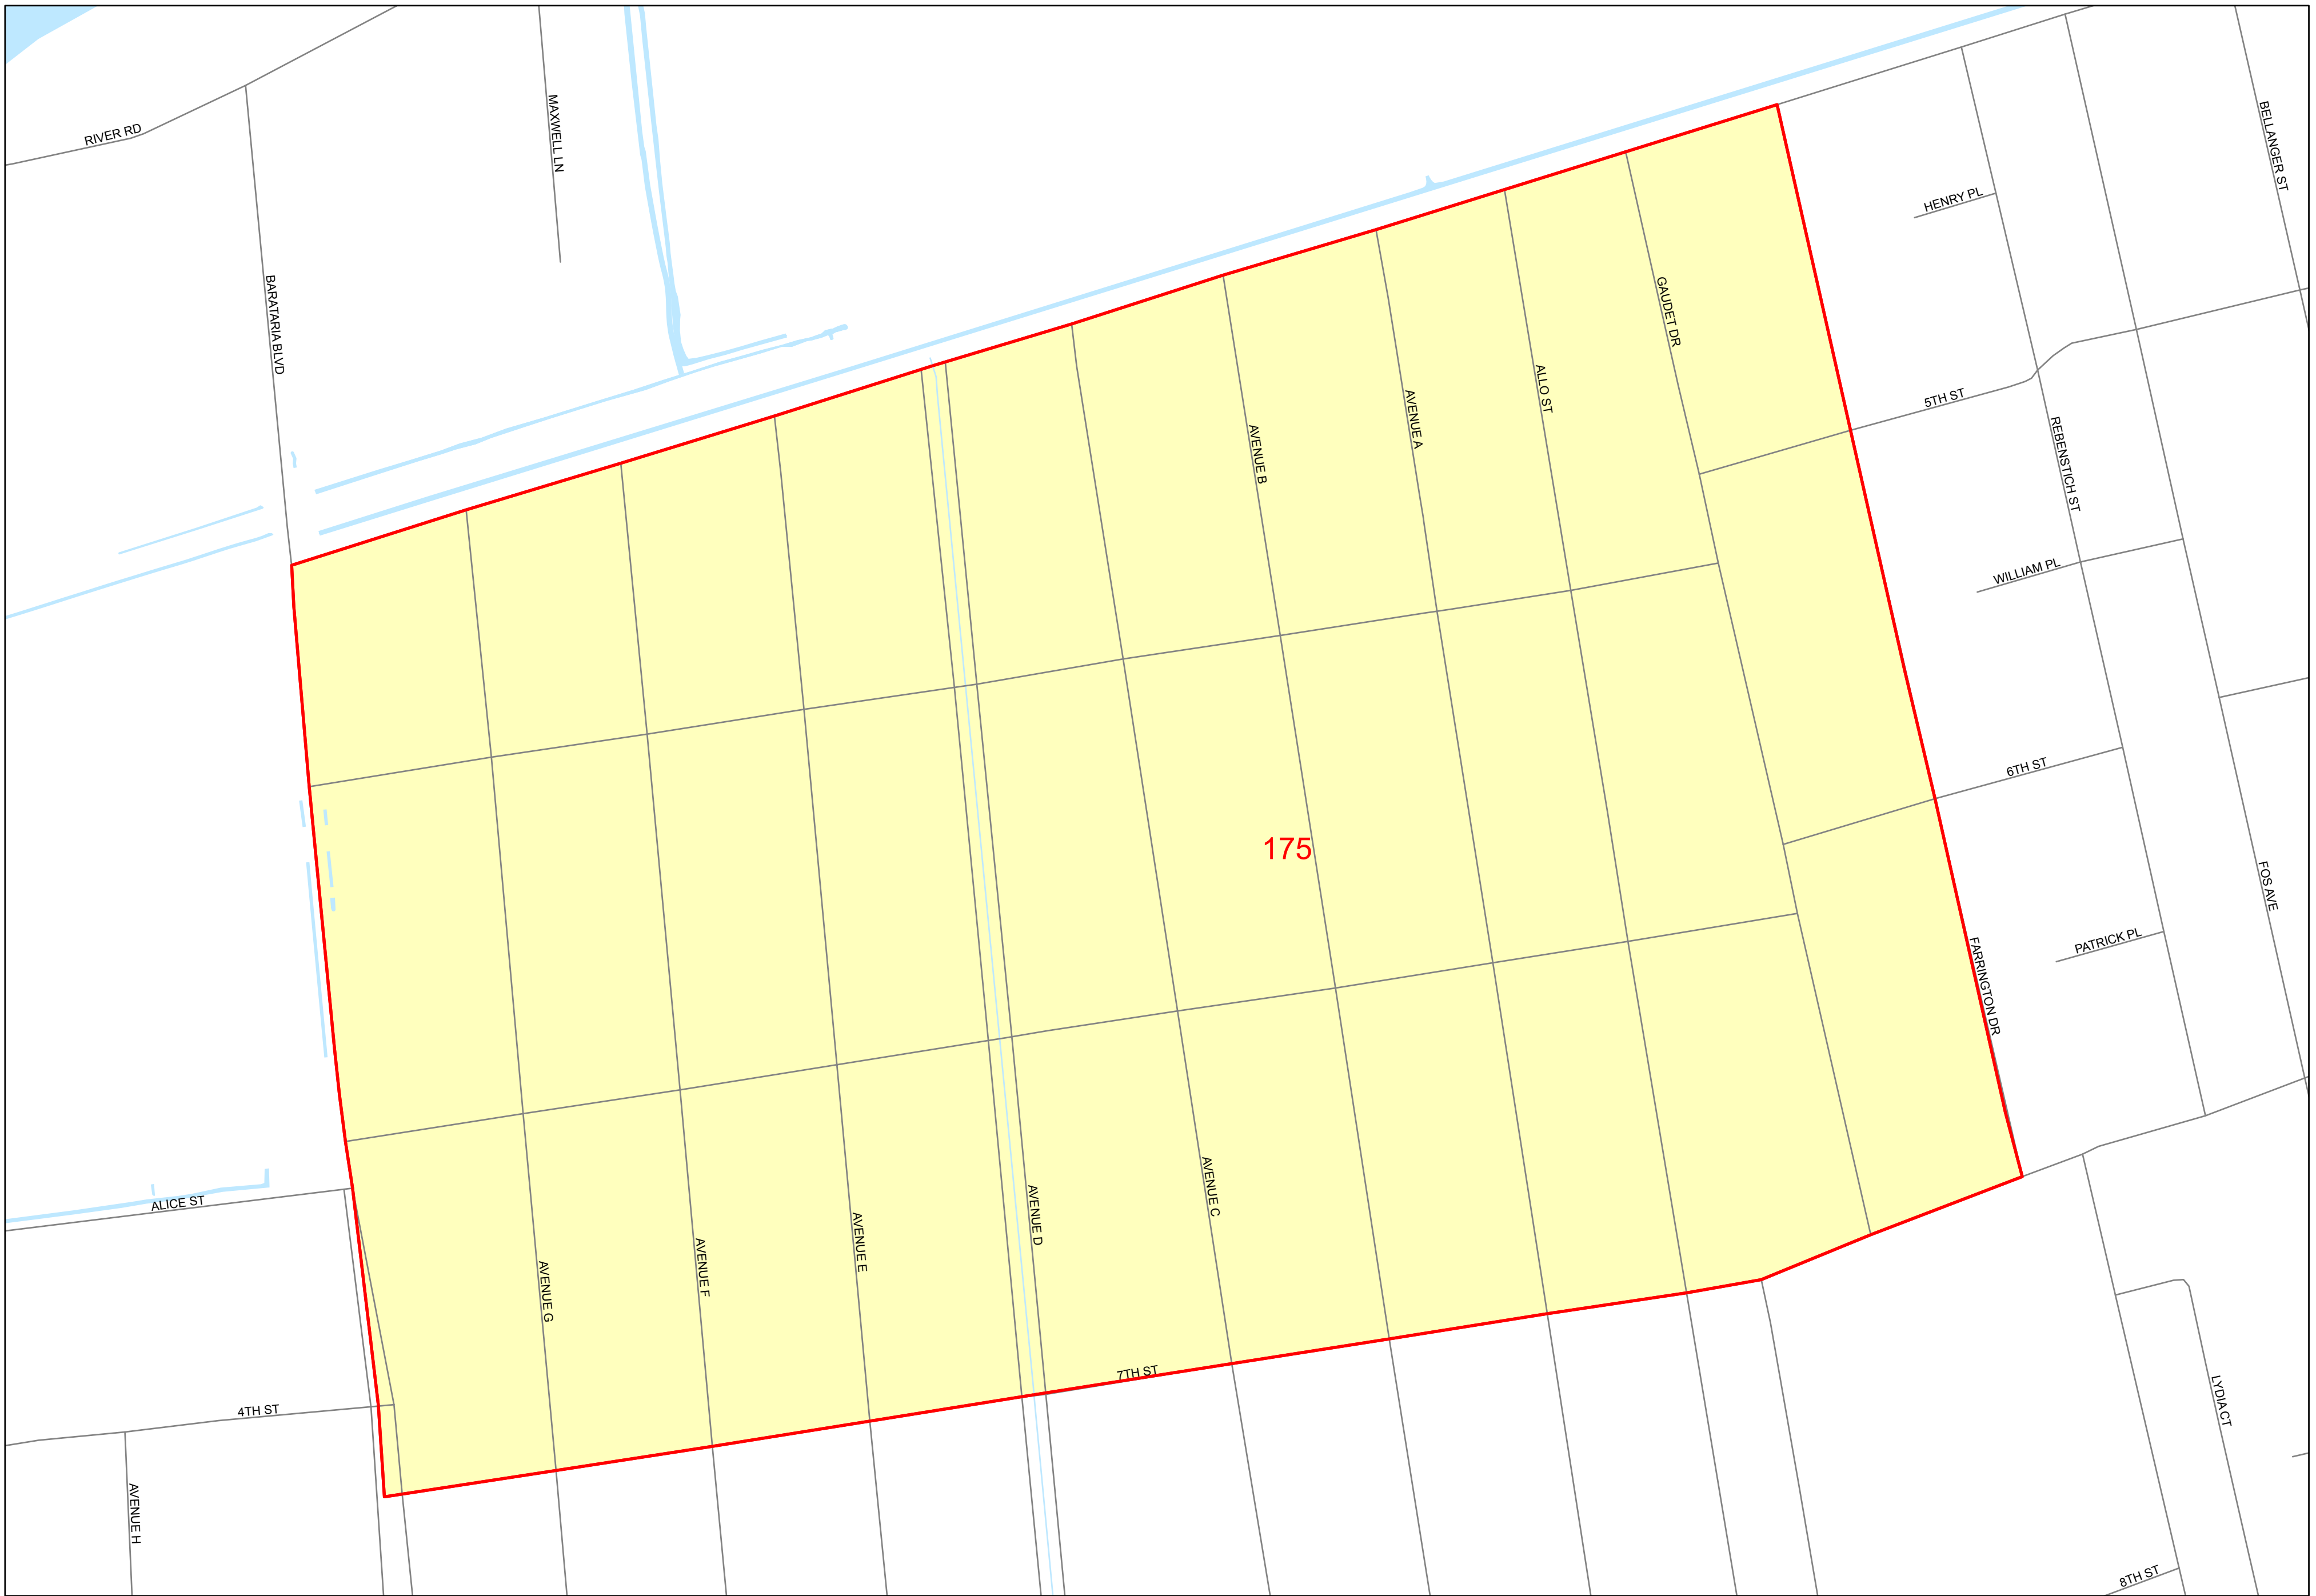 RIVER RD
MAXWELL LN
BELLANGER ST
HENRY PL
BARATARIA BLVD
GAUDET DR
ALLO ST
AVENUE A
5TH ST
AVENUE B
REBENSTICH ST
WILLIAM PL
6TH ST
175
FOS AVE
PATRICK PL
FARRINGTON DR
ALICE ST
AVENUE C
AVENUE D
AVENUE E
AVENUE F
AVENUE G
7TH ST
4TH ST
LYDIA CT
AVENUE H
8TH ST